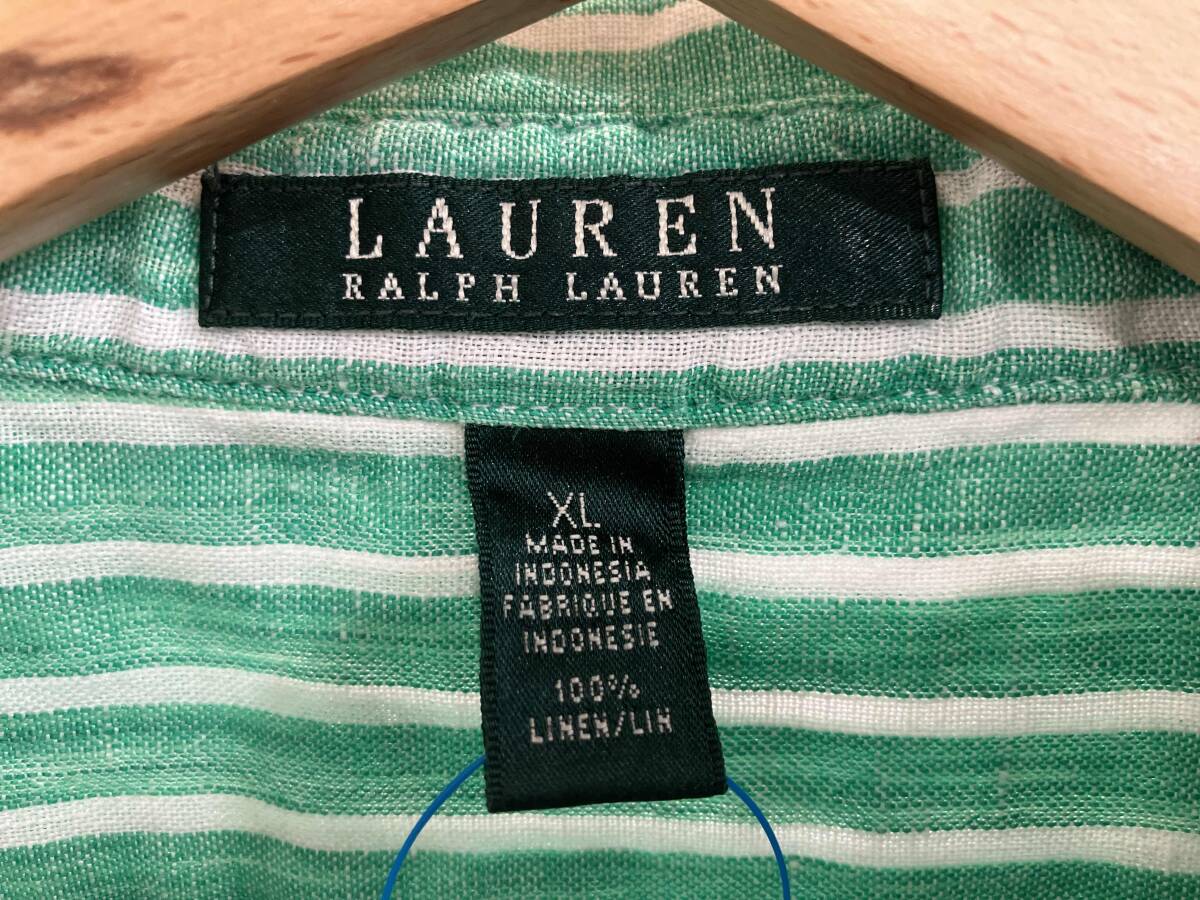 LAUREN
RALPH LAUREN
XL
MADE IN
INDONESIA
FABRIQUE EN
INDONESIE
100%
LINEN/LIN